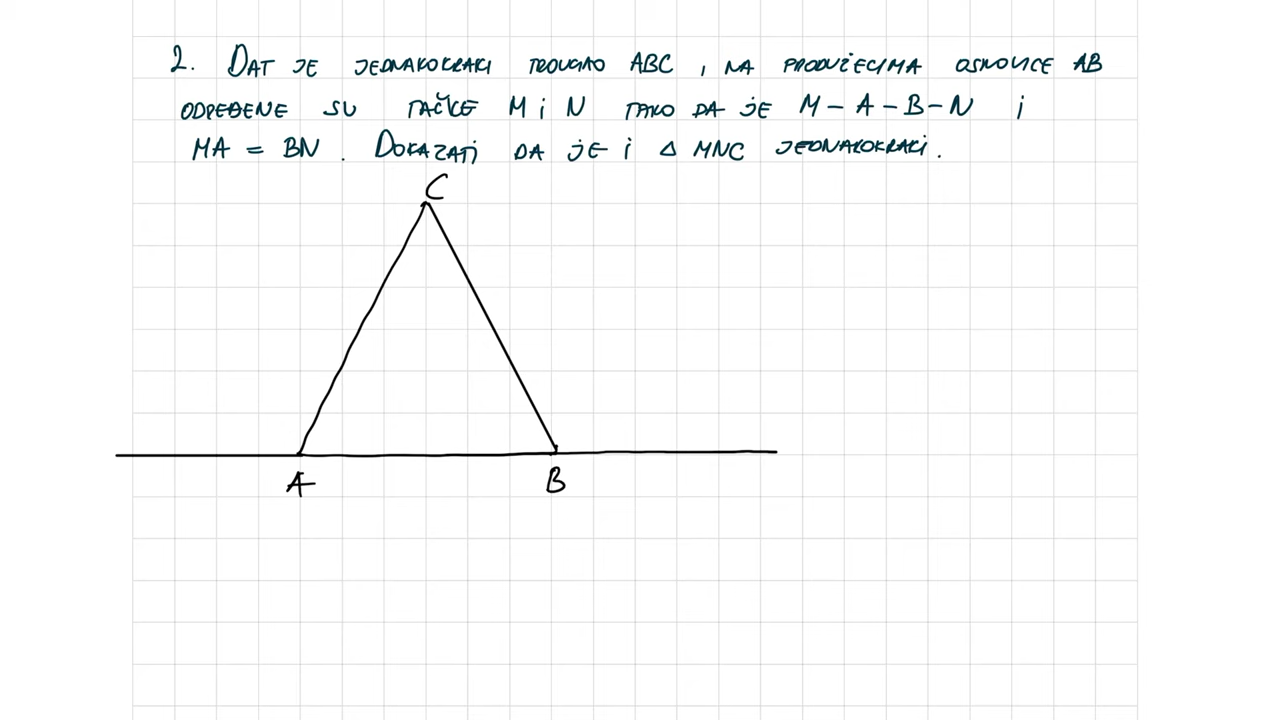 2. DAT JE JEDNAKOKRAKI TROUGAO ABC, NA PRODUŽECIMA OSNOVICE AB
ODREĐENE SU TAČKE M i N TAKO DA JE M - A - B - N i
MA = BN. DOKAZATI DA JE i Δ MNC JEDNAKOKRAKI.
C
A
B